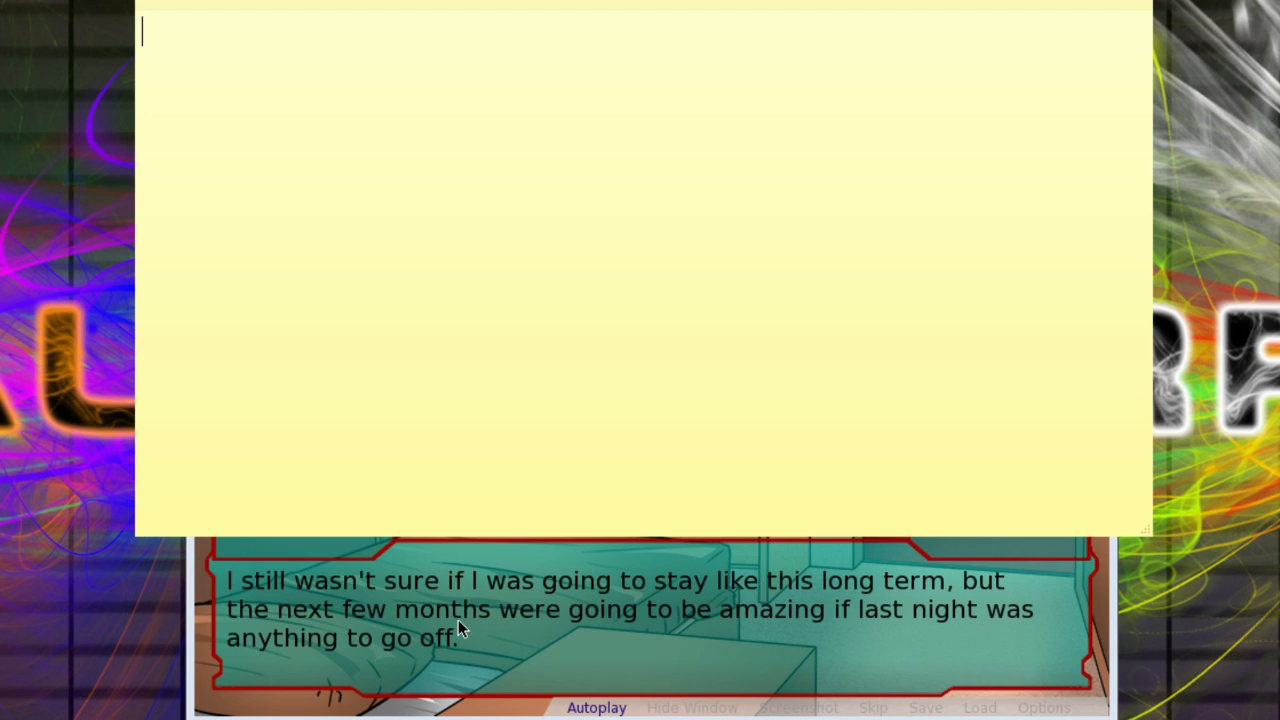 I still wasn't sure if I was going to stay like this long term, but
the next few months were going to be amazing if last night was
anything to go off.
Autoplay Hide Window Screenshot Skip Save Load Options